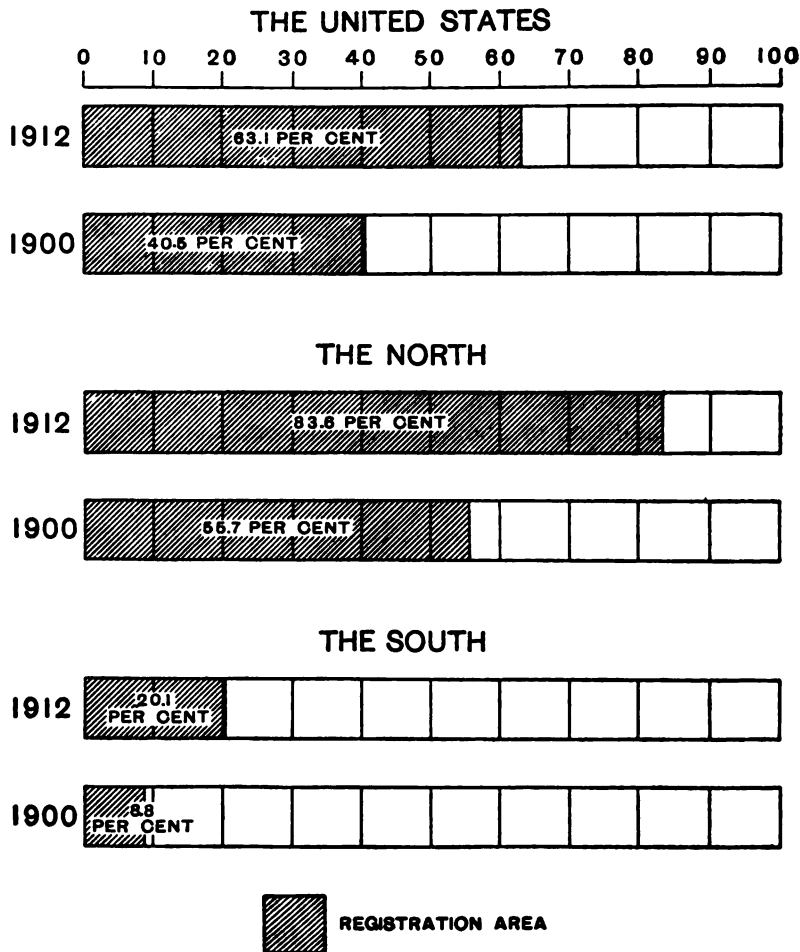 THE UNITED STATES
0 10 20 30 40 50 60 70 80 90 100
1912
63.1 PER CENT
1900
40.5 PER CENT
THE NORTH
1912
83.6 PER CENT
1900
55.7 PER CENT
THE SOUTH
1912
20.1
PER CENT
1900
8.8
PER CENT
REGISTRATION AREA